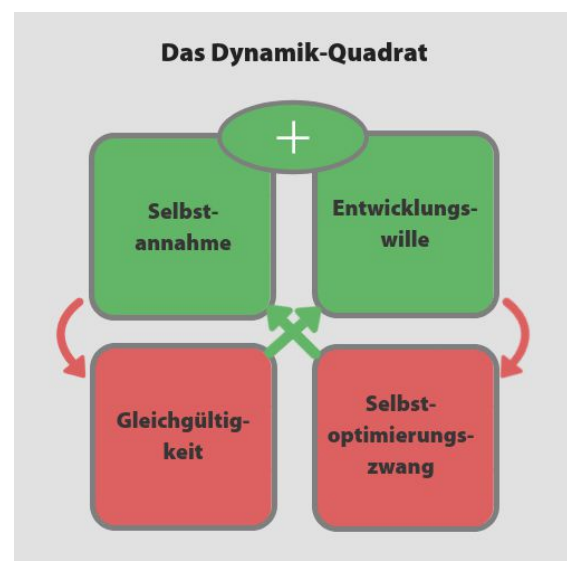 Das Dynamik-Quadrat
+
Selbst-
annahme
Entwicklungs-
wille
Gleichgültig-
keit
Selbst-
optimierungs-
zwang